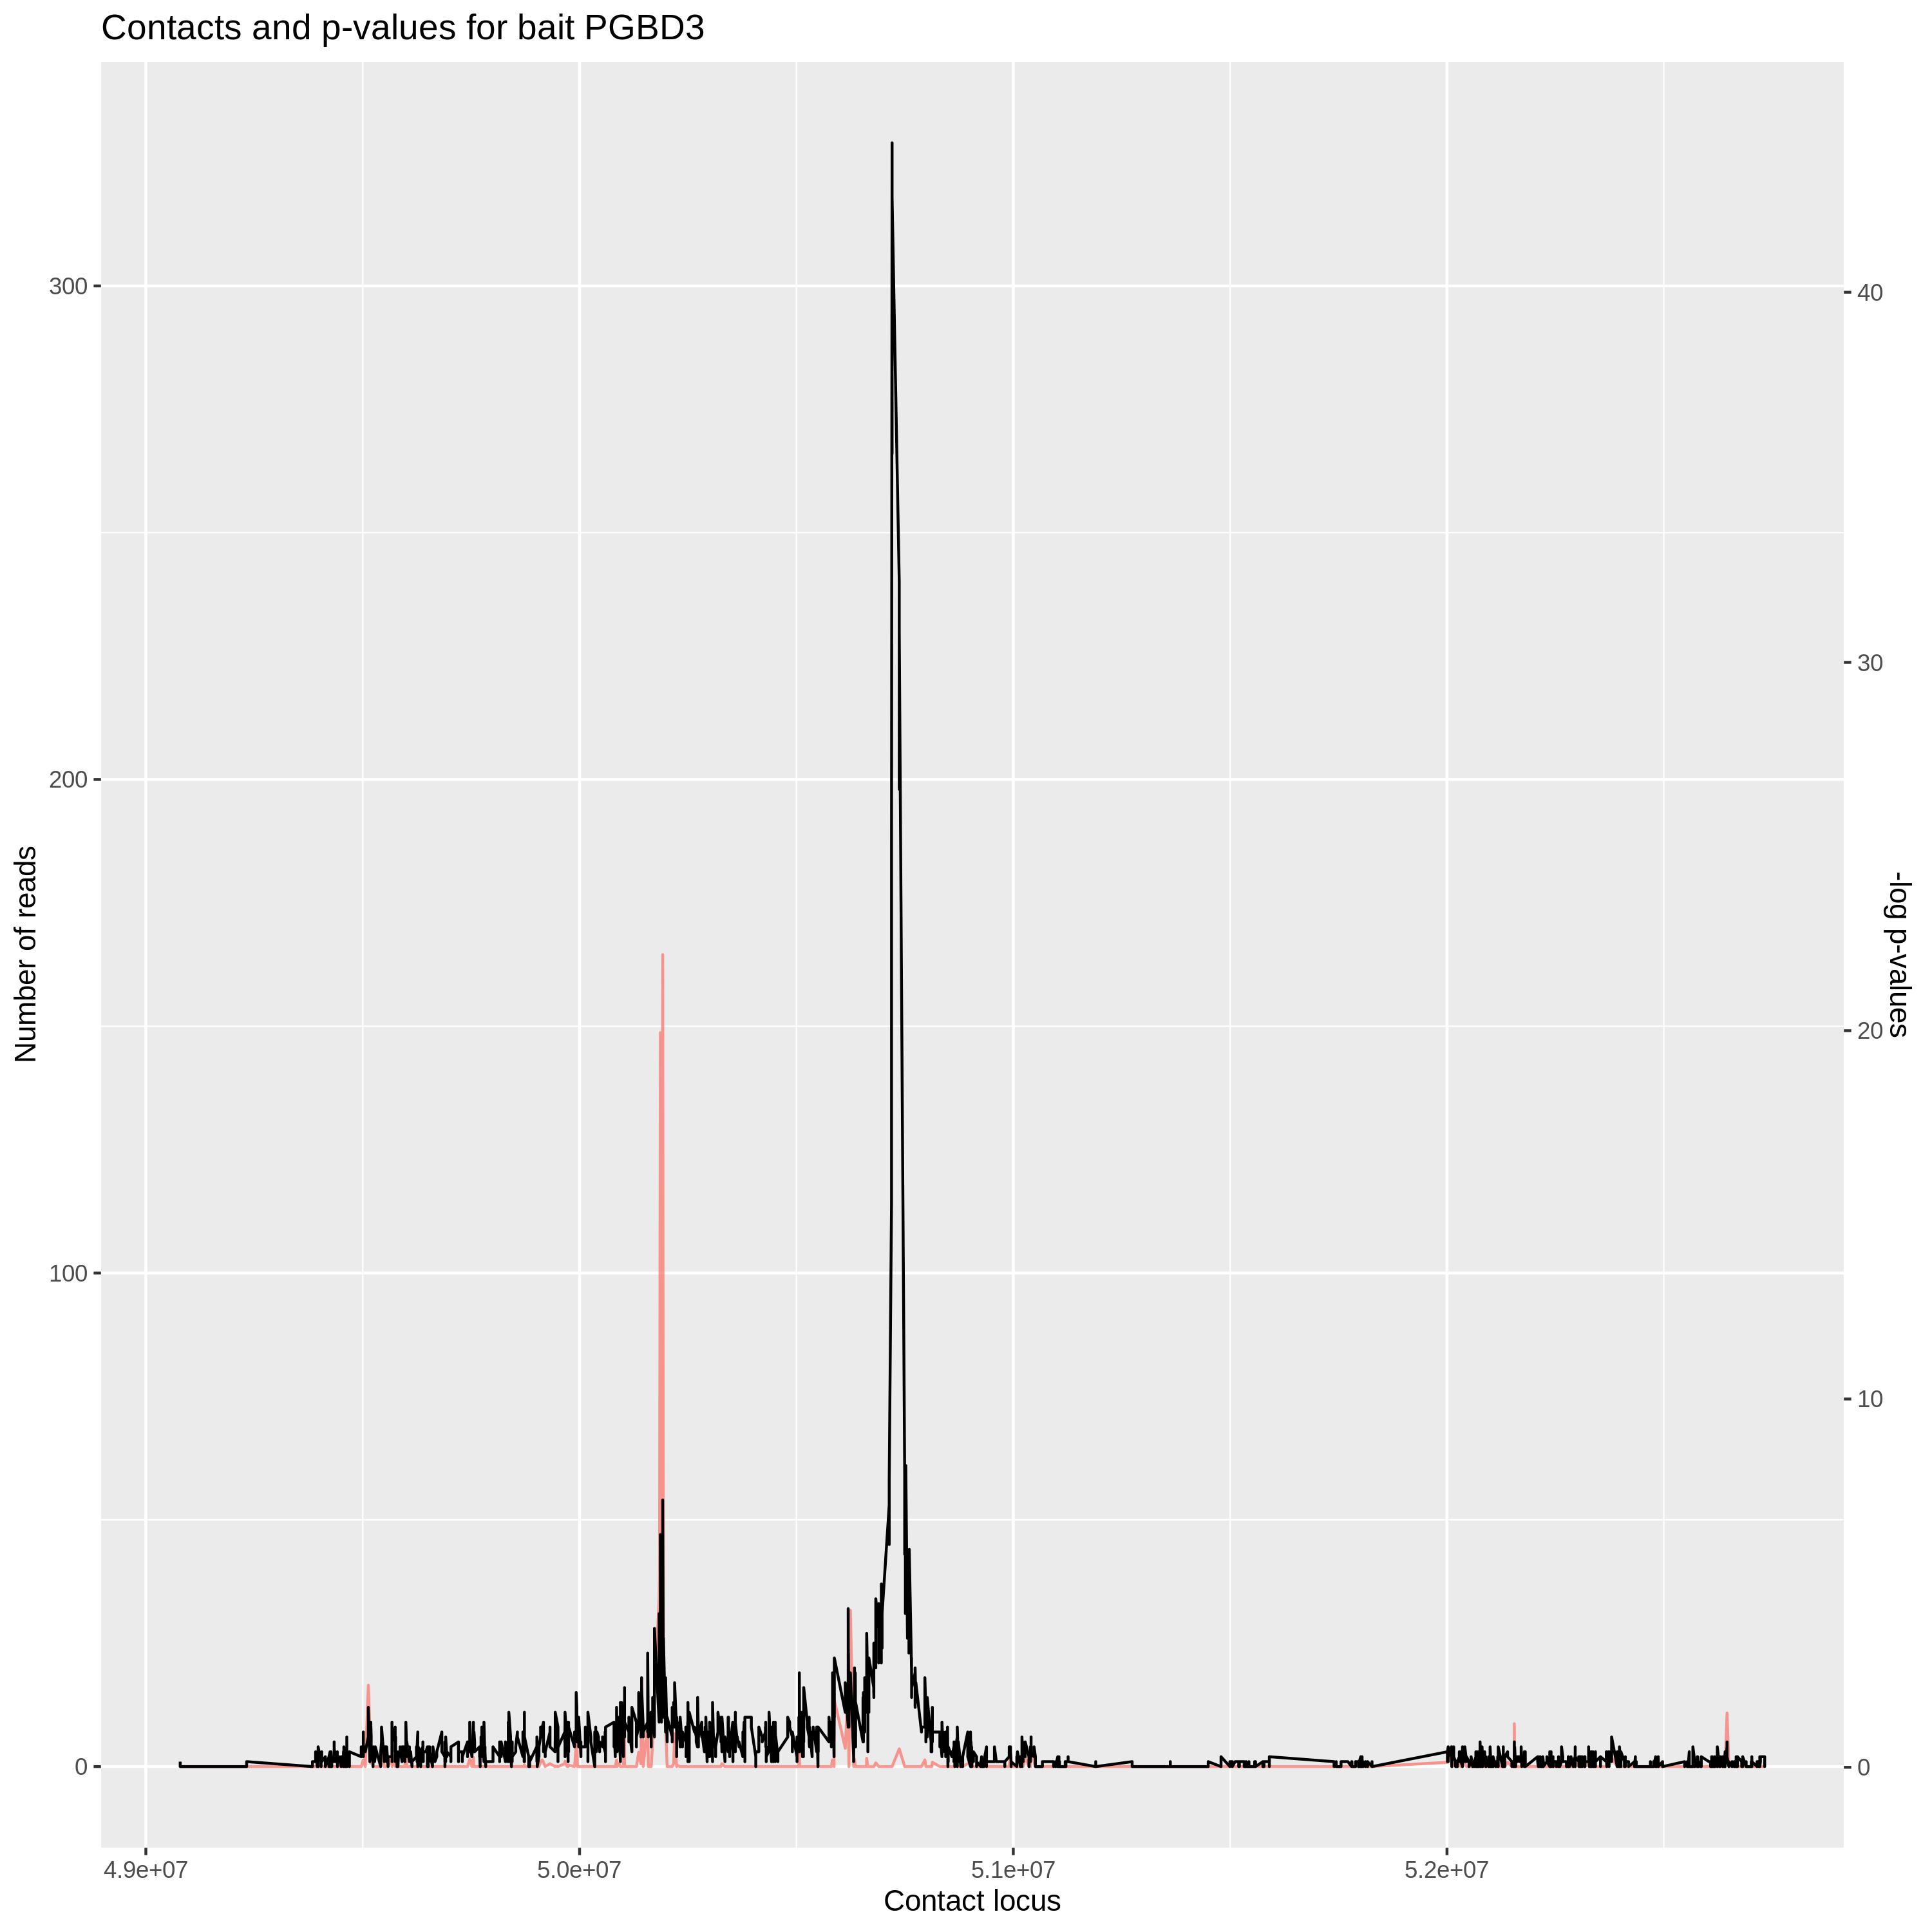 Contacts and p-values for bait PGBD3
Number of reads
300
200
100
0
-log p-values
40
30
20
10
0
4.9e+07
5.0e+07
5.1e+07
5.2e+07
Contact locus